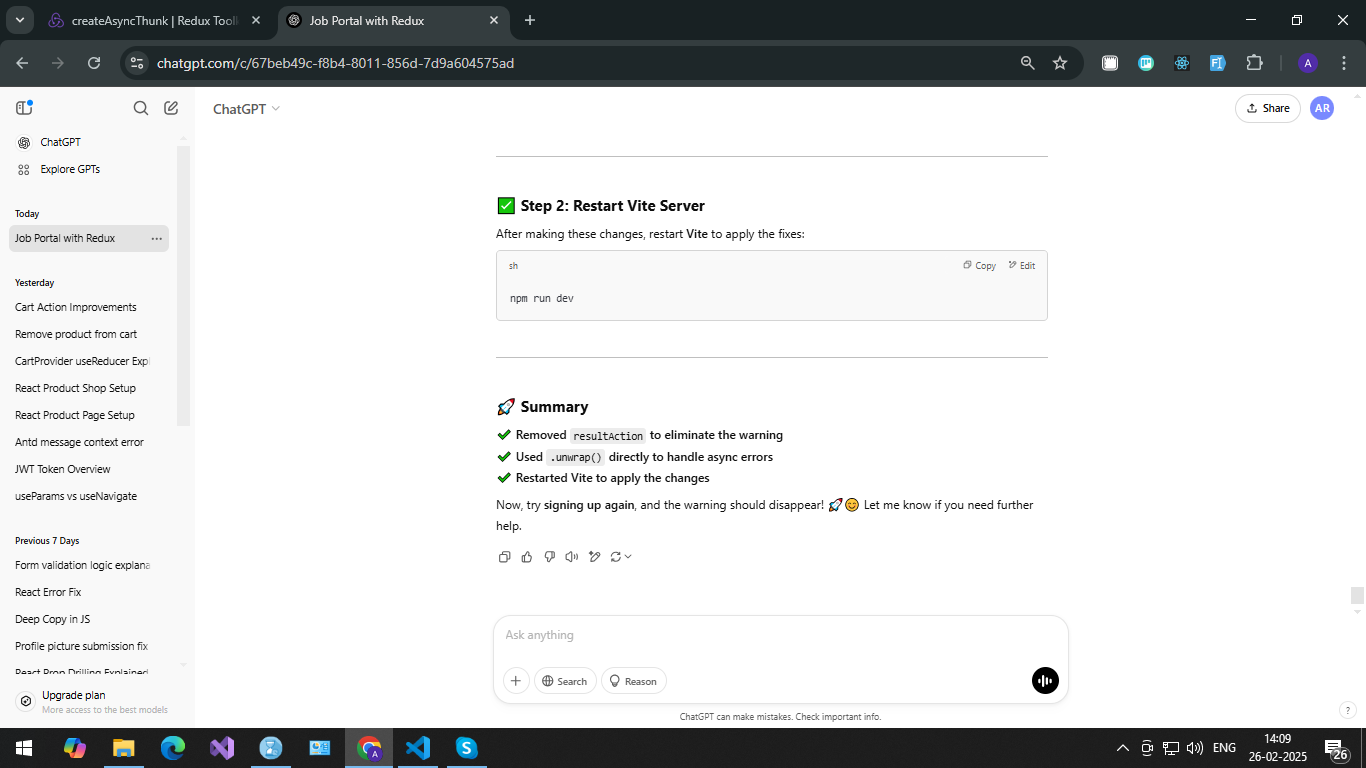 createAsyncThunk | Redux Toolk
Job Portal with Redux
chatgpt.com/c/67beb49c-f8b4-8011-856d-7d9a604575ad
A
ChatGPT
Share
AR
ChatGPT
Explore GPTs
Today
Job Portal with Redux
Yesterday
Cart Action Improvements
Remove product from cart
CartProvider useReducer Expl
React Product Shop Setup
React Product Page Setup
Antd message context error
JWT Token Overview
useParams vs useNavigate
Previous 7 Days
Form validation logic explana
React Error Fix
Deep Copy in JS
Profile picture submission fix
React Prop Drilling Explained
Upgrade plan
More access to the best models
✅ Step 2: Restart Vite Server
After making these changes, restart Vite to apply the fixes:
sh
Copy
Edit
npm run dev
🚀 Summary
✔ Removed resultAction to eliminate the warning
✔ Used .unwrap() directly to handle async errors
✔ Restarted Vite to apply the changes
Now, try signing up again, and the warning should disappear! 🚀😊 Let me know if you need further
help.
Ask anything
Search
Reason
ChatGPT can make mistakes. Check important info.
?
ENG
14:09
26-02-2025
26